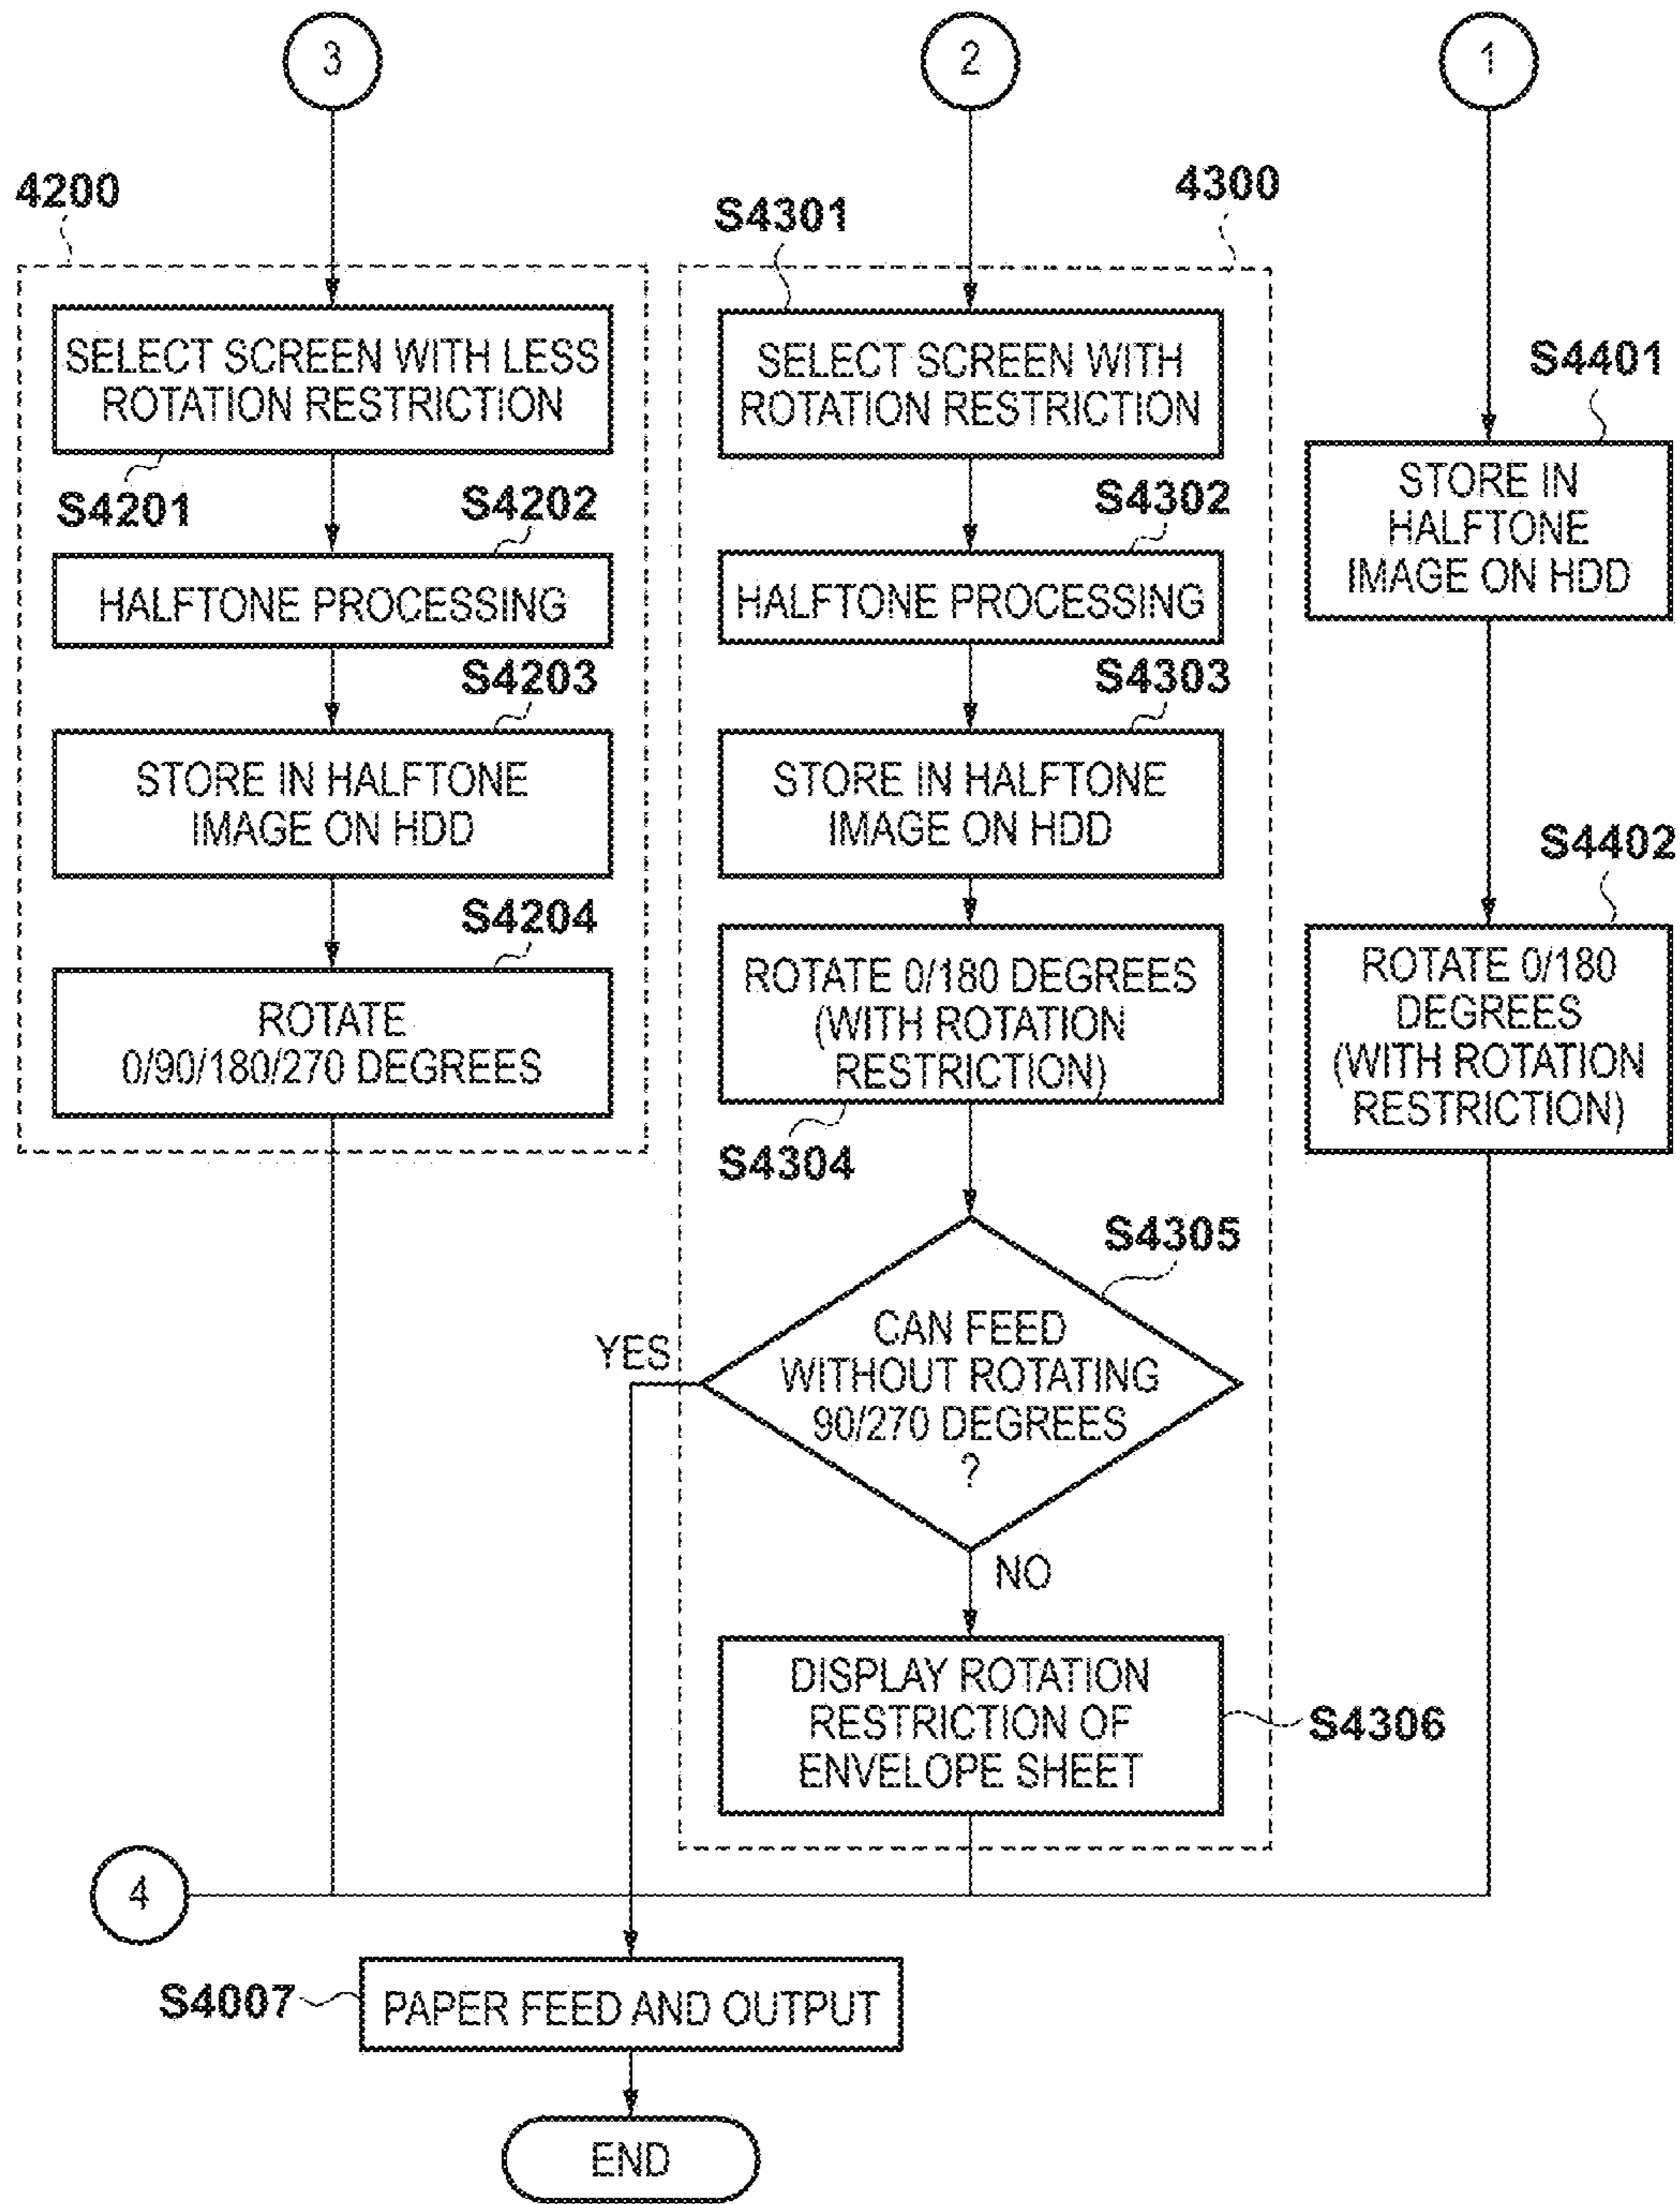 3
2
1
4200
S4301
4300
SELECT SCREEN WITH LESS
ROTATION RESTRICTION
SELECT SCREEN WITH
ROTATION RESTRICTION
S4401
S4201
S4202
S4302
STORE IN
HALFTONE
IMAGE ON HDD
HALFTONE PROCESSING
HALFTONE PROCESSING
S4203
S4303
STORE IN HALFTONE
IMAGE ON HDD
STORE IN HALFTONE
IMAGE ON HDD
S4402
S4204
ROTATE
0/90/180/270 DEGREES
ROTATE 0/180 DEGREES
(WITH ROTATION
RESTRICTION)
ROTATE 0/180
DEGREES
(WITH ROTATION
RESTRICTION)
S4304
S4305
YES
CAN FEED
WITHOUT ROTATING
90/270 DEGREES
?
NO
DISPLAY ROTATION
RESTRICTION OF
ENVELOPE SHEET
S4306
4
S4007
PAPER FEED AND OUTPUT
END